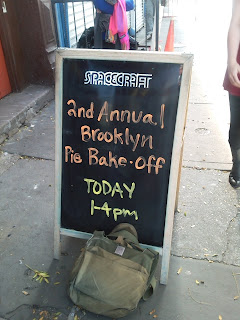 SPACECRAFT
2nd Annual
Brooklyn
Pie Bake-off
TODAY
1-4pm